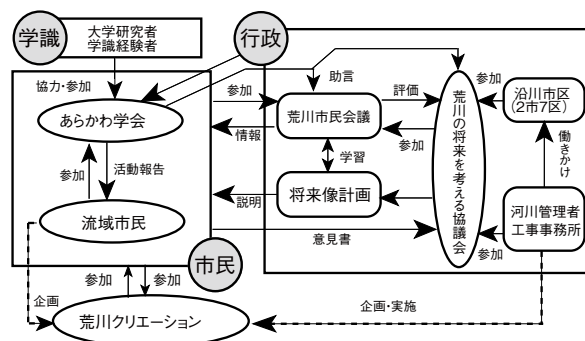 学識
大学研究者
学識経験者
行政
協力・参加
助言
あらかわ学会
参加
活動報告
流域市民
市民
参加
情報
説明
意見書
荒川市民会議
学習
将来像計画
評価
参加
荒川の将来を考える協議会
参加
沿川市区
(2市7区)
働きかけ
河川管理者
工事事務所
参加
企画
参加
参加
荒川クリエーション
企画・実施